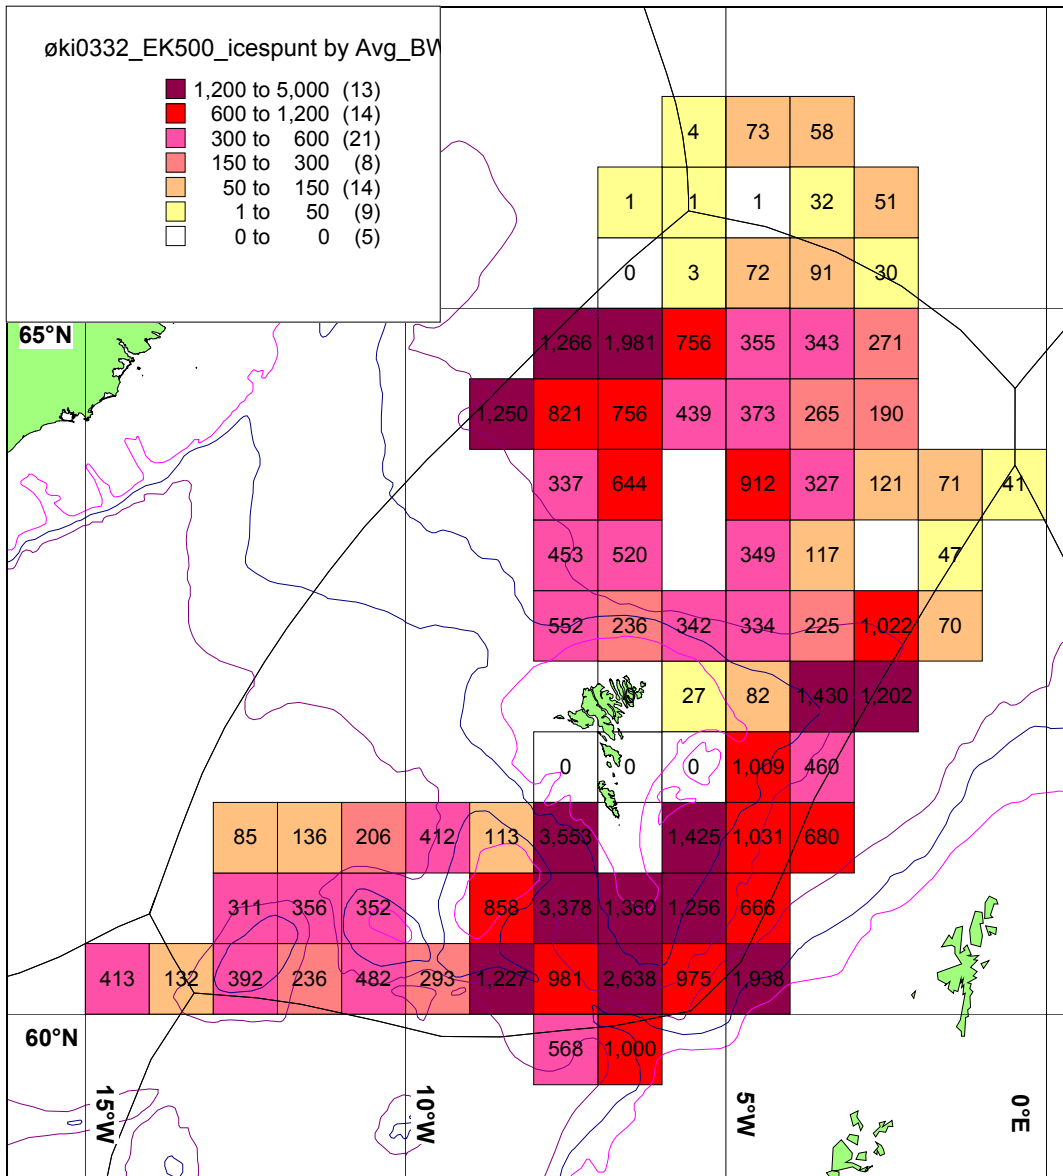 øki0332_EK500_icespunt by Avg_BW
1,200 to 5,000 (13)
600 to 1,200 (14)
300 to 600 (21)
150 to 300 (8)
50 to 150 (14)
1 to 50 (9)
0 to 0 (5)
4 73 58
1 1 1 32 51
0 3 72 91 30
65°N
1,266 1,981 756 355 343 271
1,250 821 756 439 373 265 190
337 644 912 327 121 71 41
453 520 349 117 47
552 236 342 334 225 1,022 70
0 27 82 1,430 1,202
0 0 0 1,009 460
85 136 206 412 113 3,553 1,425 1,031 680
311 356 352 858 3,378 1,360 1,256 666
413 132 392 236 482 293 1,227 981 2,638 975 1,938
60°N
568 1,000
15°W 10°W 5°W 0°E